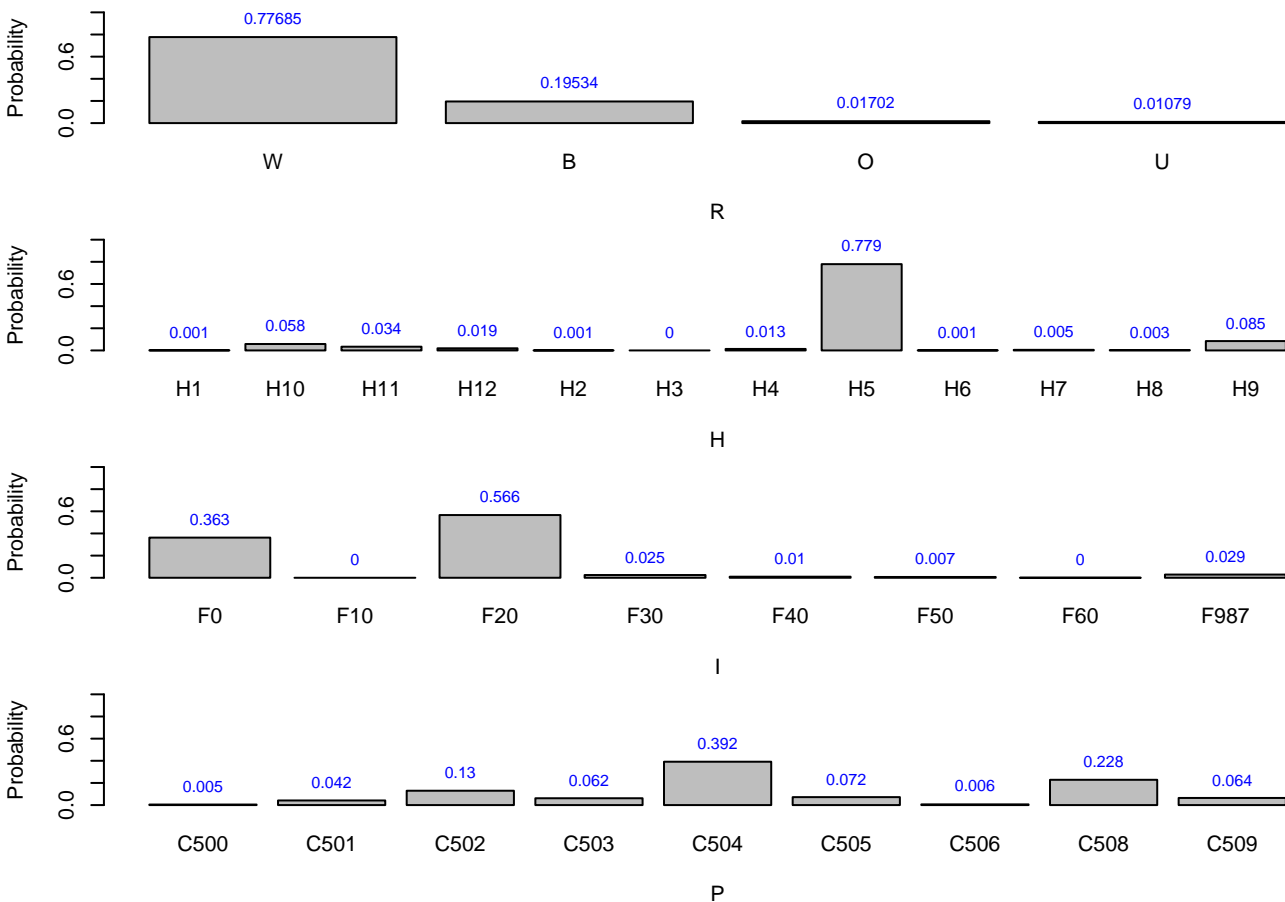 Probability
0.0 0.6
0.77685 0.19534 0.01702 0.01079
W B O U
R
Probability
0.0 0.6
0.001 0.058 0.034 0.019 0.001 0 0.013 0.779 0.001 0.005 0.003 0.085
H1 H10 H11 H12 H2 H3 H4 H5 H6 H7 H8 H9
H
Probability
0.0 0.6
0.363 0 0.566 0.025 0.01 0.007 0 0.029
F0 F10 F20 F30 F40 F50 F60 F987
I
Probability
0.0 0.6
0.005 0.042 0.13 0.062 0.392 0.072 0.006 0.228 0.064
C500 C501 C502 C503 C504 C505 C506 C508 C509
P